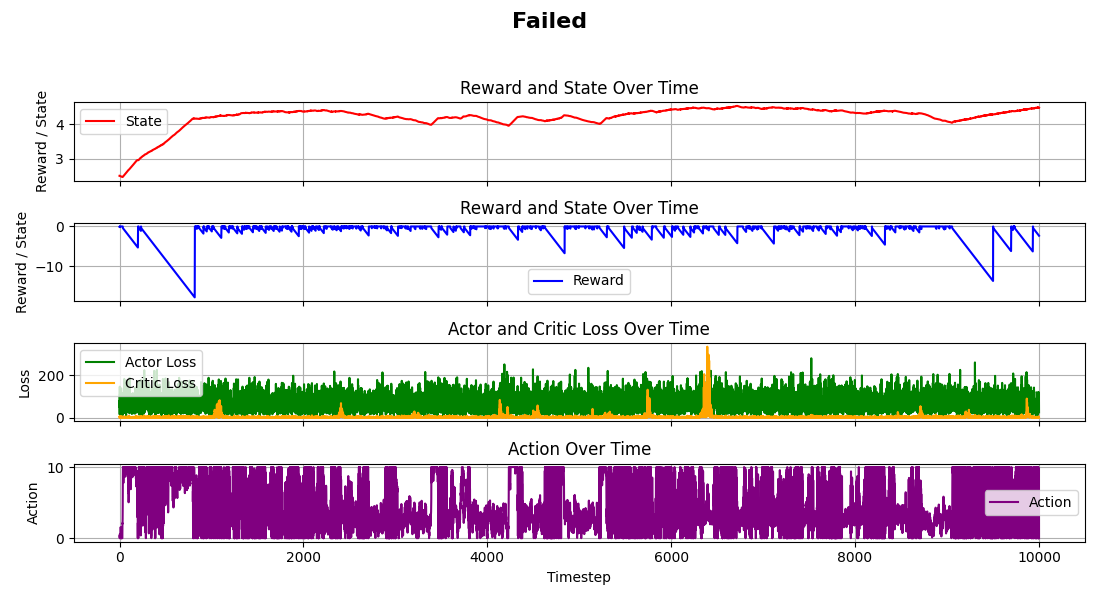 Failed
Reward and State Over Time
Reward / State
4
3
State
Reward and State Over Time
Reward / State
0
−10
Reward
Actor and Critic Loss Over Time
Loss
200
0
Actor Loss
Critic Loss
Action Over Time
Action
10
0
Action
0 2000 4000 6000 8000 10000
Timestep